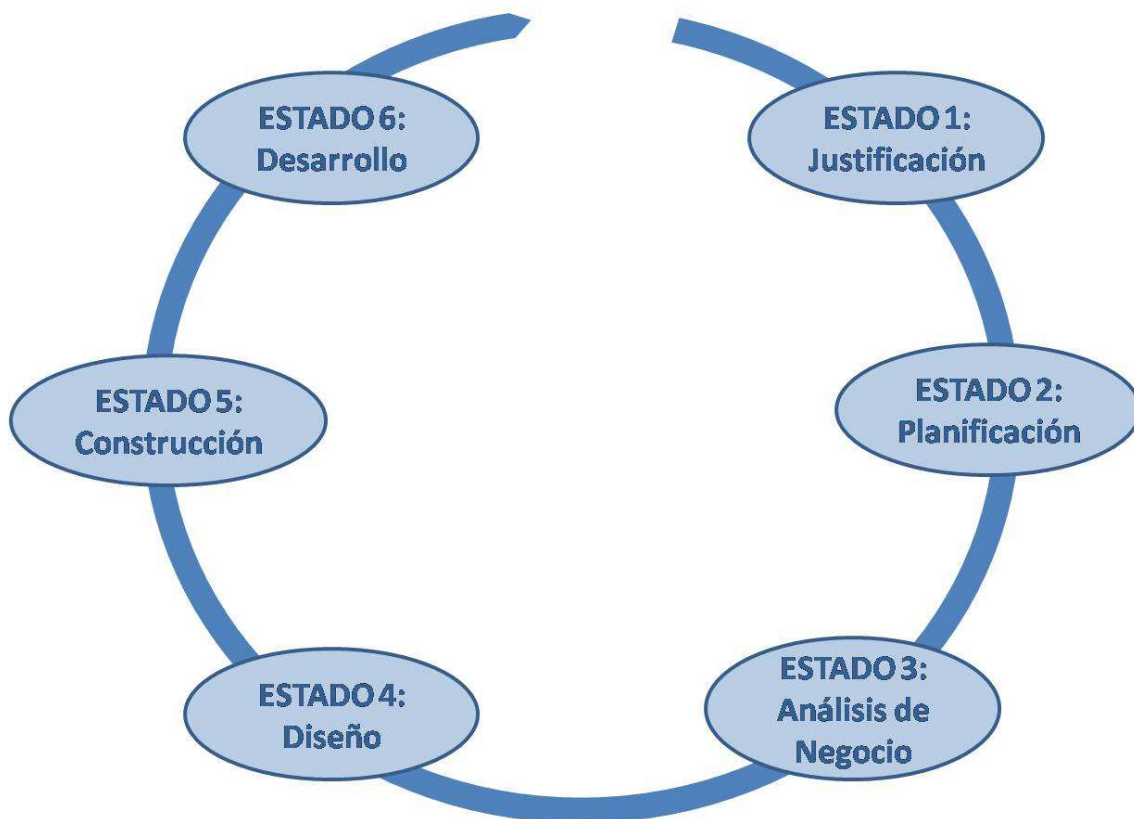 ESTADO 1:
Justificación
ESTADO 2:
Planificación
ESTADO 3:
Análisis de
Negocio
ESTADO 4:
Diseño
ESTADO 5:
Construcción
ESTADO 6:
Desarrollo